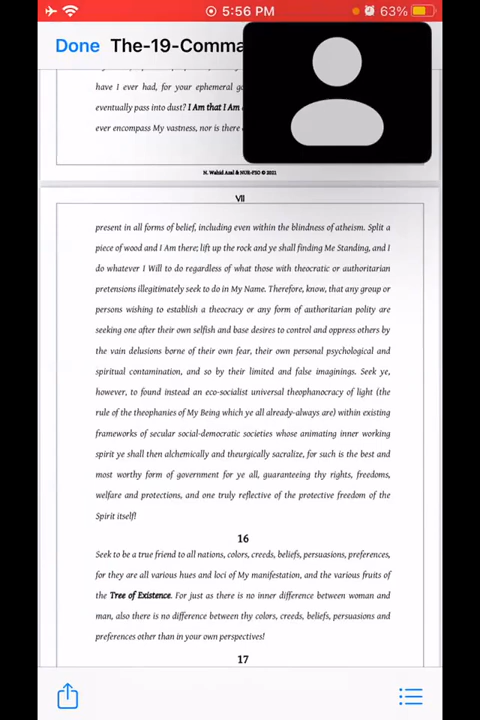 5:56 PM
63%
Done The-19-Comma
have I ever had, for your ephemeral
eventually pass into dust? I Am that I Am
ever encompass My vastness, nor is there
N. Wahid Azal & NUR-FSO © 2021
VII
present in all forms of belief, including even within the blindness of atheism. Split a
piece of wood and I Am there; lift up the rock and ye shall finding Me Standing, and I
do whatever I Will to do regardless of what those with theocratic or authoritarian
pretensions illegitimately seek to do in My Name. Therefore, know, that any group or
persons wishing to establish a theocracy or any form of authoritarian polity are
seeking one after their own selfish and base desires to control and oppress others by
the vain delusions borne of their own fear, their own personal psychological and
spiritual contamination, and so by their limited and false imaginings. Seek ye,
however, to found instead an eco-socialist universal theophanocracy of light (the
rule of the theophanies of My Being which ye all already-always are) within existing
frameworks of secular social-democratic societies whose animating inner working
spirit ye shall then alchemically and theurgically sacralize, for such is the best and
most worthy form of government for ye all, guaranteeing thy rights, freedoms,
welfare and protections, and one truly reflective of the protective freedom of the
Spirit itself!
16
Seek to be a true friend to all nations, colors, creeds, beliefs, persuasions, preferences,
for they are all various hues and loci of My manifestation, and the various fruits of
the Tree of Existence. For just as there is no inner difference between woman and
man, also there is no difference between thy colors, creeds, beliefs, persuasions and
preferences other than in your own perspectives!
17